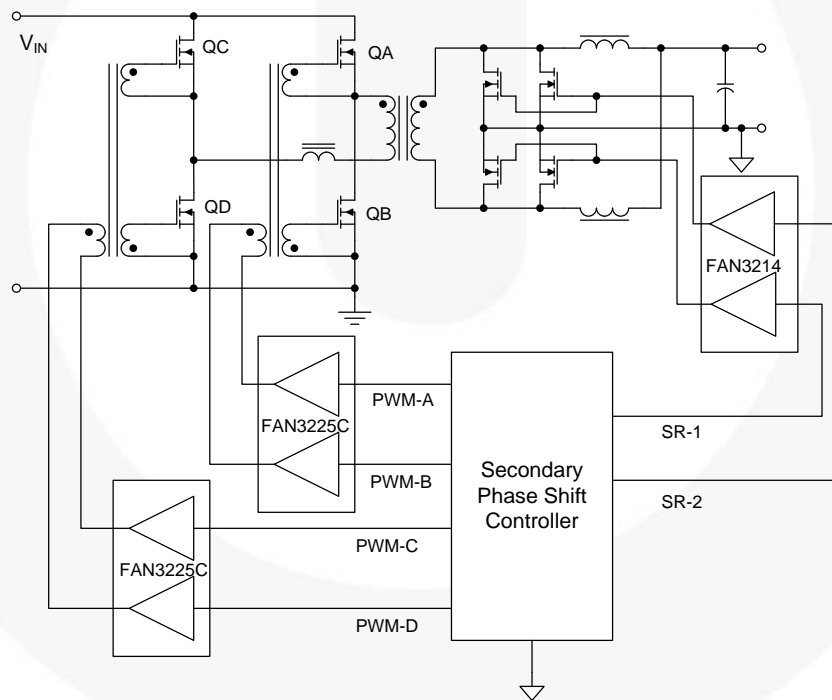 VIN
QC
QA
QD
QB
FAN3214
PWM-A
FAN3225C
PWM-B
SR-1
Secondary
Phase Shift
Controller
SR-2
PWM-C
FAN3225C
PWM-D